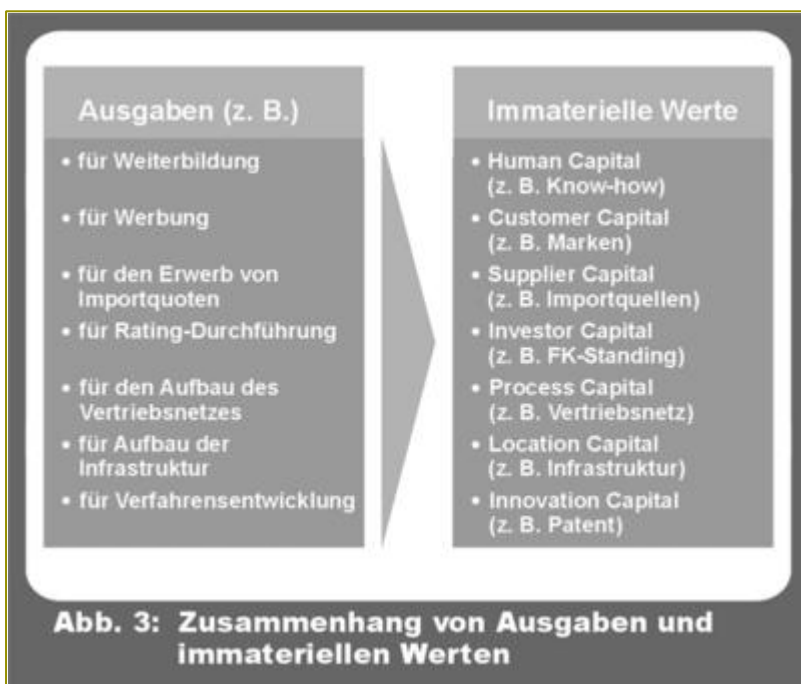 Ausgaben (z. B.)
• für Weiterbildung
• für Werbung
• für den Erwerb von
Importquoten
• für Rating-Durchführung
• für den Aufbau des
Vertriebsnetzes
• für Aufbau der
Infrastruktur
• für Verfahrensentwicklung
Immaterielle Werte
• Human Capital
(z. B. Know-how)
• Customer Capital
(z. B. Marken)
• Supplier Capital
(z. B. Importquellen)
• Investor Capital
(z. B. FK-Standing)
• Process Capital
(z. B. Vertriebsnetz)
• Location Capital
(z. B. Infrastruktur)
• Innovation Capital
(z. B. Patent)
Abb. 3: Zusammenhang von Ausgaben und
immateriellen Werten